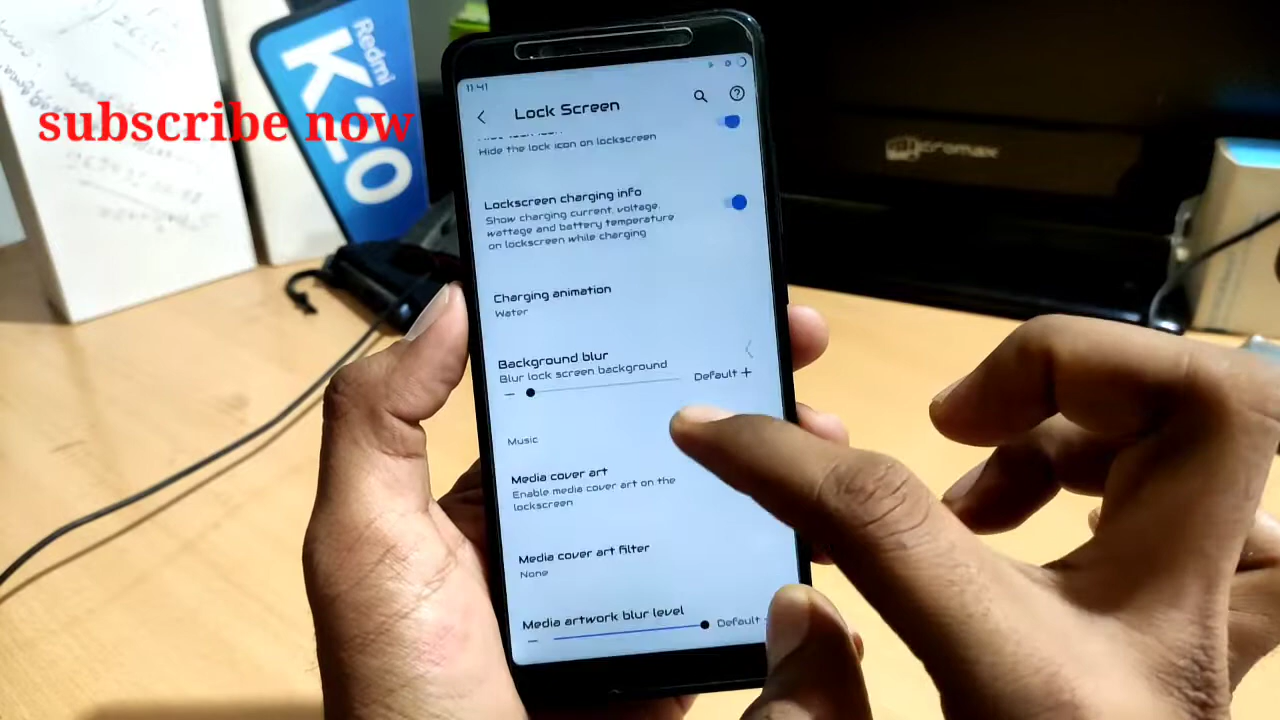 Redmi
K20
subscribe now
11:41
Lock Screen
Hide the lock icon on lockscreen
Lockscreen charging info
Show charging current, voltage,
wattage and battery temperature
on lockscreen while charging
Charging animation
Water
Background blur
Blur lock screen background
Default
Music
Media cover art
Enable media cover art on the
lockscreen
Media cover art filter
None
Media artwork blur level
Default
Micromax